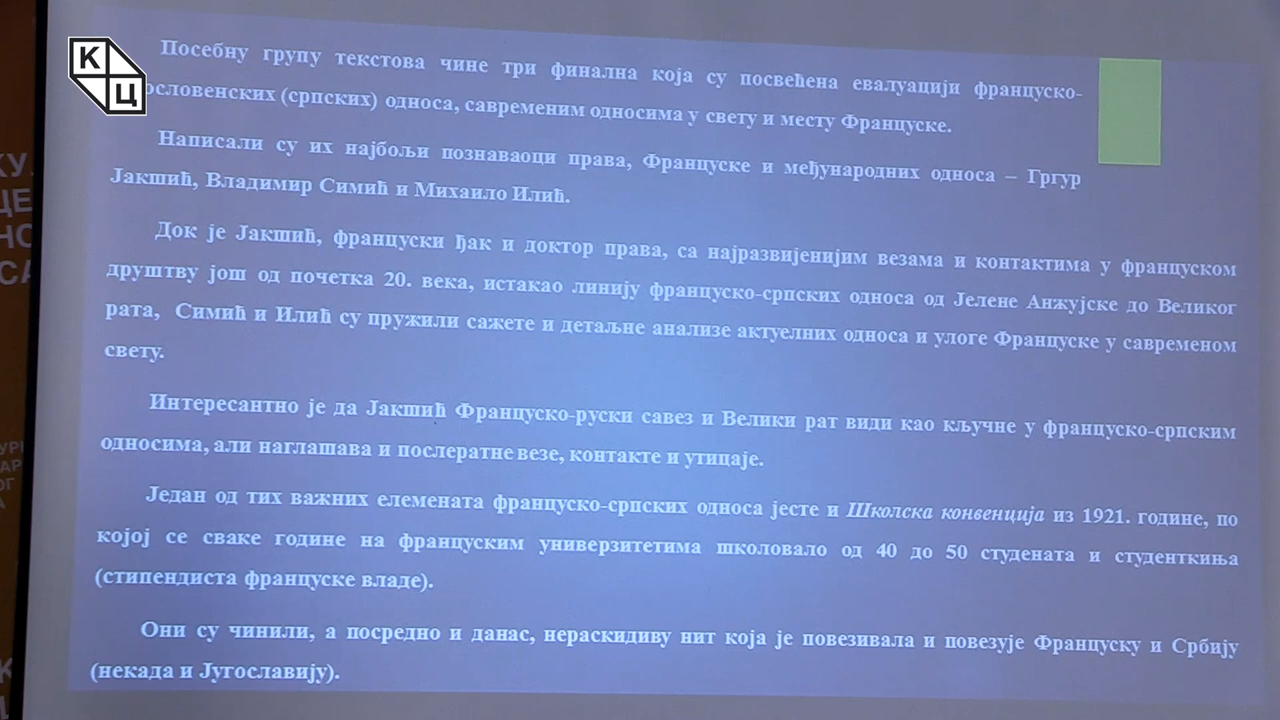 К
Ц
Посебну групу текстова чине три финална која су посвећена евалуацији француско-
ословенских (српских) односа, савременим односима у свету и месту Француске.
Написали су их најбољи познаваоци права, Француске и међународних односа – Гргур
Јакшић, Владимир Симић и Михаило Илић.
Док је Јакшић, француски ђак и доктор права, са најразвијенијим везама и контактима у француском
друштву још од почетка 20. века, истакао линију француско-српских односа од Јелене Анжујске до Великог
рата, Симић и Илић су пружили сажете и детаљне анализе актуелних односа и улоге Француске у савременом
свету.
Интересантно је да Јакшић Француско-руски савез и Велики рат види као кључне у француско-српским
односима, али наглашава и послератне везе, контакте и утицаје.
Један од тих важних елемената француско-српских односа јесте и Школска конвенција из 1921. године, по
којој се сваке године на француским универзитетима школовало од 40 до 50 студената и студенткиња
(стипендиста француске владе).
Они су чинили, а посредно и данас, нераскидиву нит која је повезивала и повезује Француску и Србију
(некада и Југославију).